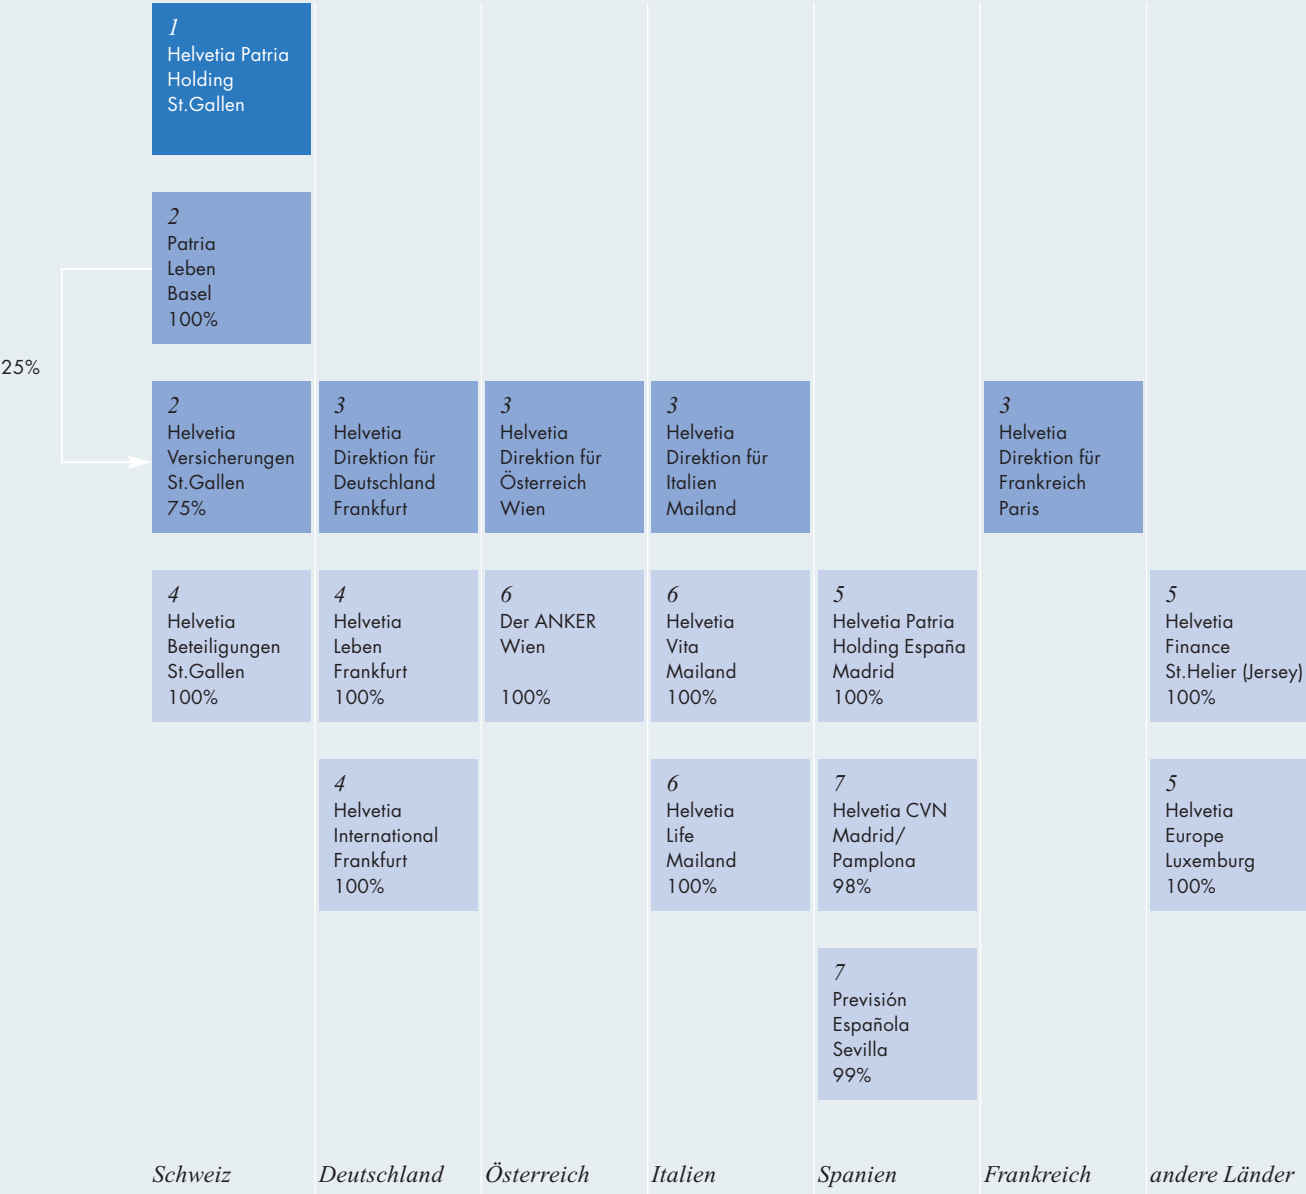 1
Helvetia Patria
Holding
St.Gallen
2
Patria
Leben
Basel
100%
25%
2
Helvetia
Versicherungen
St.Gallen
75%
3
Helvetia
Direktion für
Deutschland
Frankfurt
3
Helvetia
Direktion für
Österreich
Wien
3
Helvetia
Direktion für
Italien
Mailand
3
Helvetia
Direktion für
Frankreich
Paris
4
Helvetia
Beteiligungen
St.Gallen
100%
4
Helvetia
Leben
Frankfurt
100%
6
Der ANKER
Wien
100%
6
Helvetia
Vita
Mailand
100%
5
Helvetia Patria
Holding España
Madrid
100%
5
Helvetia
Finance
St.Helier (Jersey)
100%
4
Helvetia
International
Frankfurt
100%
6
Helvetia
Life
Mailand
100%
7
Helvetia CVN
Madrid/
Pamplona
98%
5
Helvetia
Europe
Luxemburg
100%
7
Previsión
Española
Sevilla
99%
Schweiz
Deutschland
Österreich
Italien
Spanien
Frankreich
andere Länder